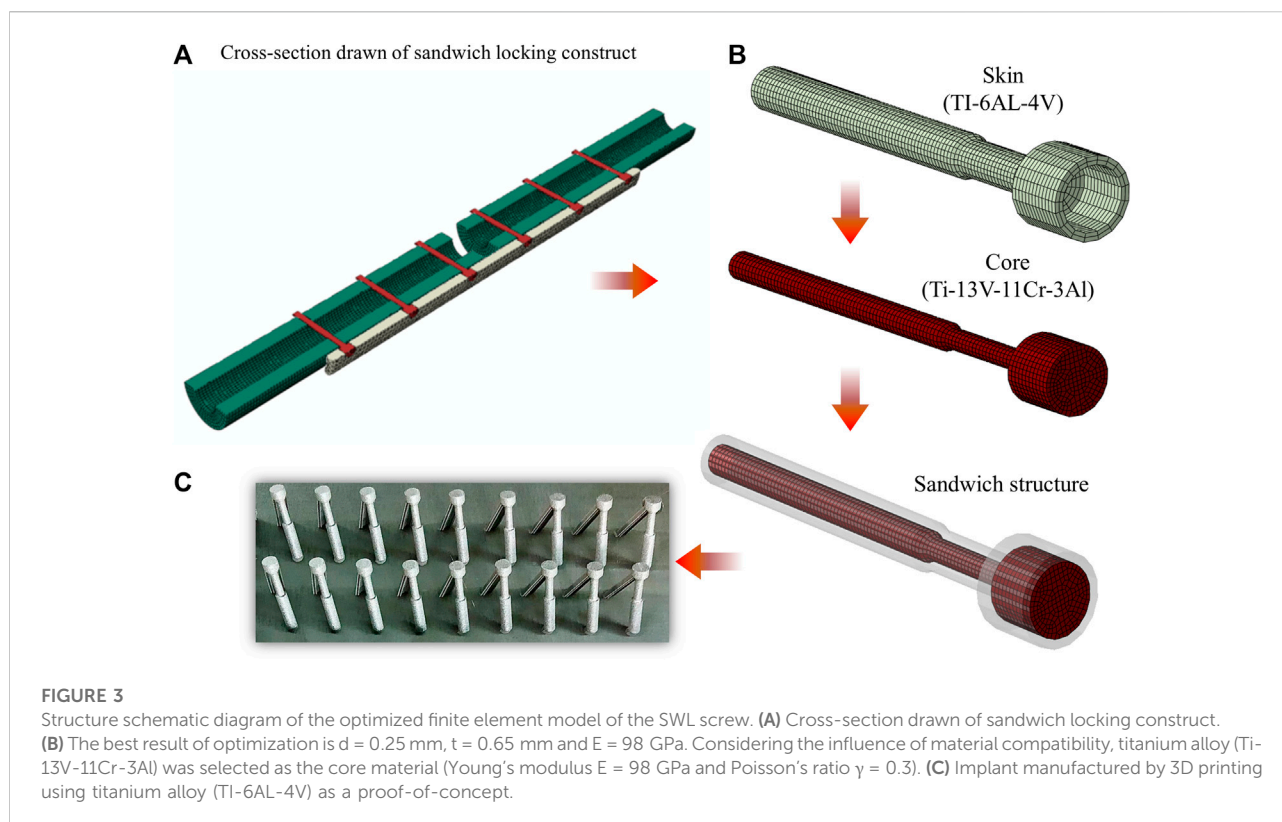 A
Cross-section drawn of sandwich locking construct
B
Skin
(TI-6AL-4V)
Core
(Ti-13V-11Cr-3Al)
Sandwich structure
C
FIGURE 3
Structure schematic diagram of the optimized finite element model of the SWL screw. (A) Cross-section drawn of sandwich locking construct.
(B) The best result of optimization is d = 0.25 mm, t = 0.65 mm and E = 98 GPa. Considering the influence of material compatibility, titanium alloy (Ti-
13V-11Cr-3Al) was selected as the core material (Young's modulus E = 98 GPa and Poisson's ratio γ = 0.3). (C) Implant manufactured by 3D printing
using titanium alloy (TI-6AL-4V) as a proof-of-concept.